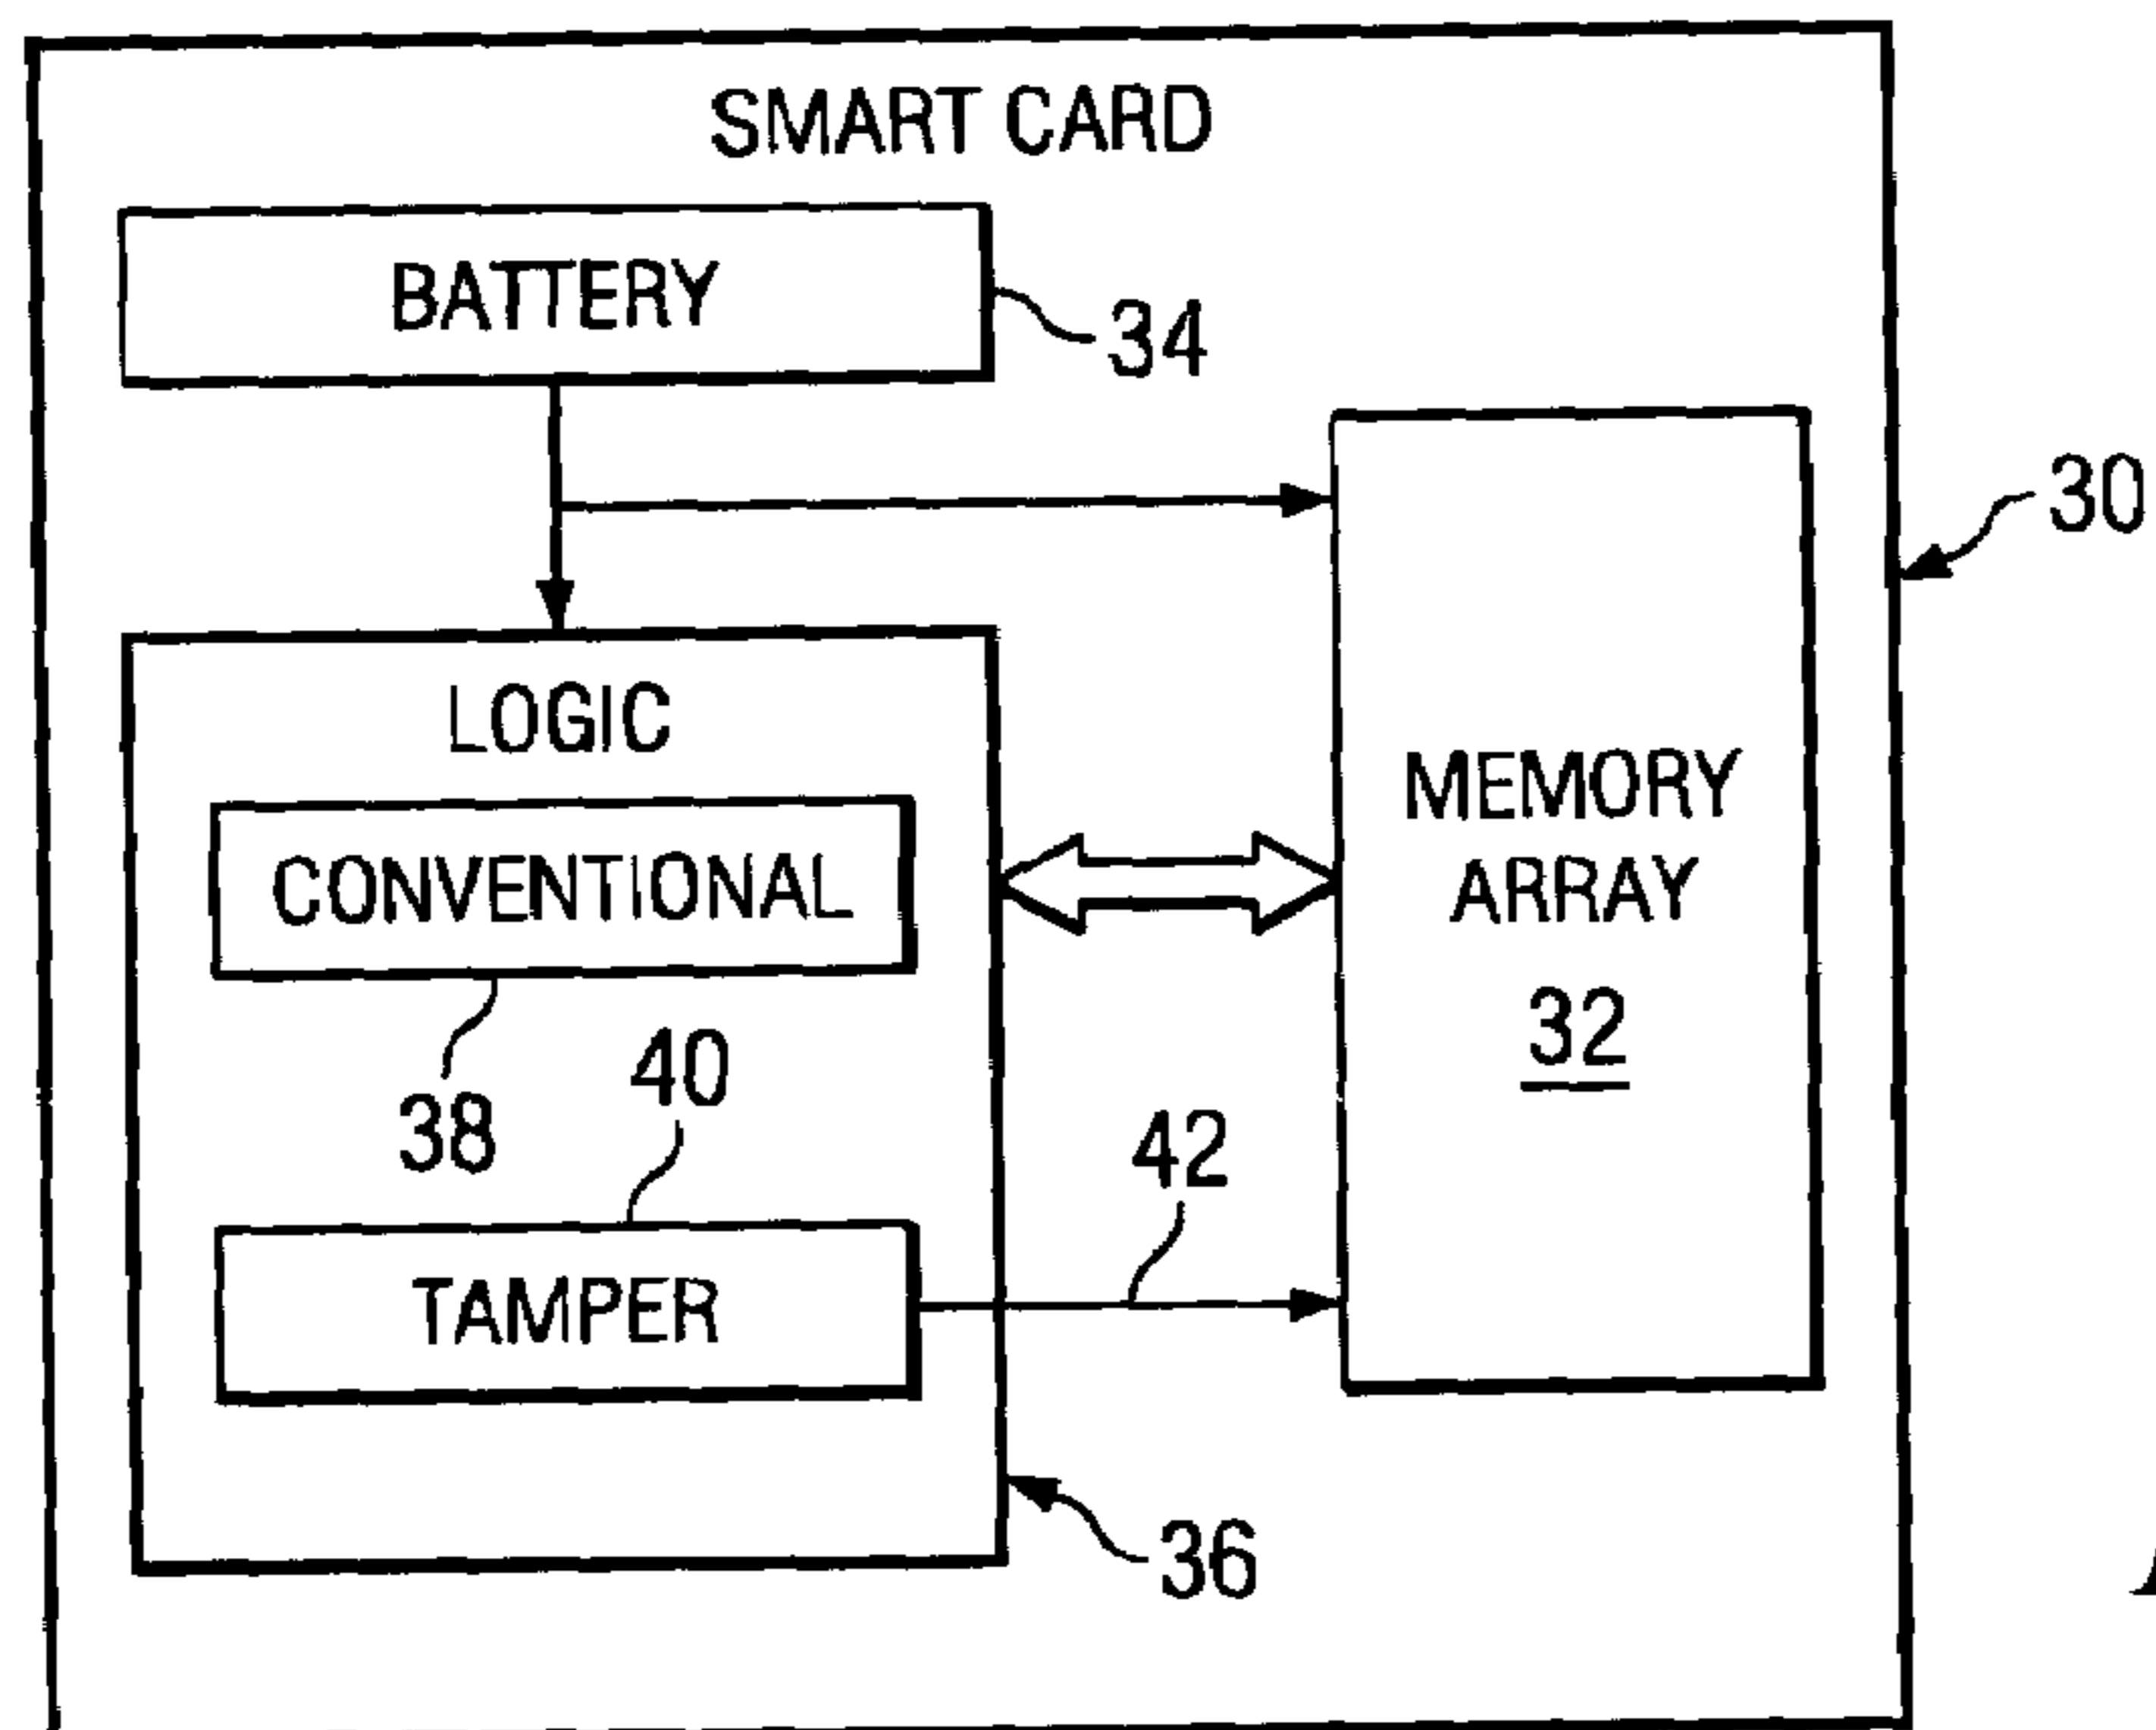 SMART CARD
BATTERY
34
30
LOGIC
CONVENTIONAL
MEMORY
ARRAY
32
38
40
42
TAMPER
36